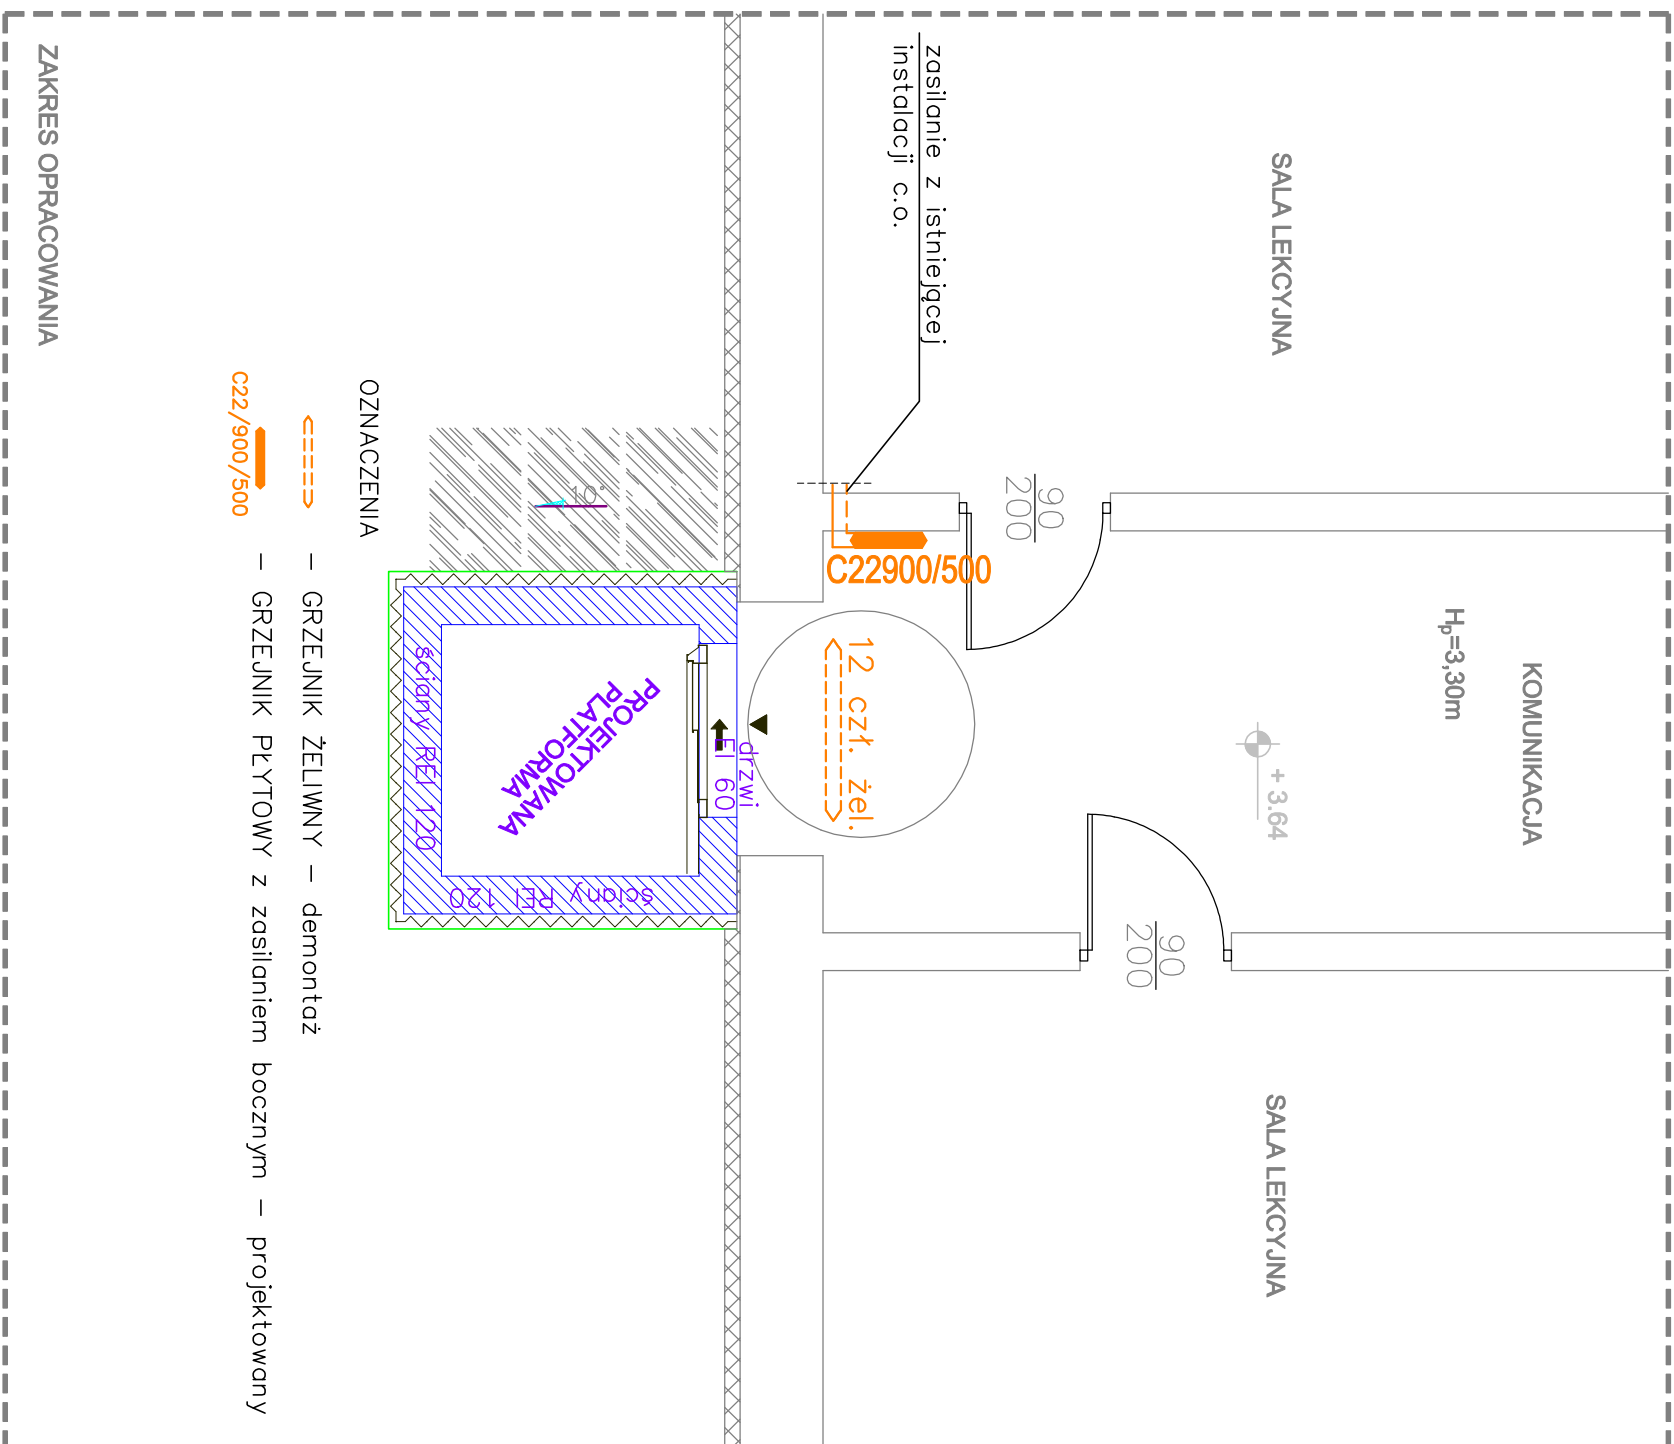 KOMUNIKACJA
Hp=3,30m
SALA LEKCYJNA
+ 3.64
SALA LEKCYJNA
90
200
90
200
zasilanie z istniejącej
instalacji c.o.
C22900/500
12 czł. żel.
drzwi
EI 60
PROJEKTOWANA
PLATFORMA
ściany REI 120
ściany REI 120
10°
OZNACZENIA
– GRZEJNIK ŻELIWNY – demontaż
– GRZEJNIK PŁYTOWY z zasilaniem bocznym – projektowany
C22/900/500
ZAKRES OPRACOWANIA